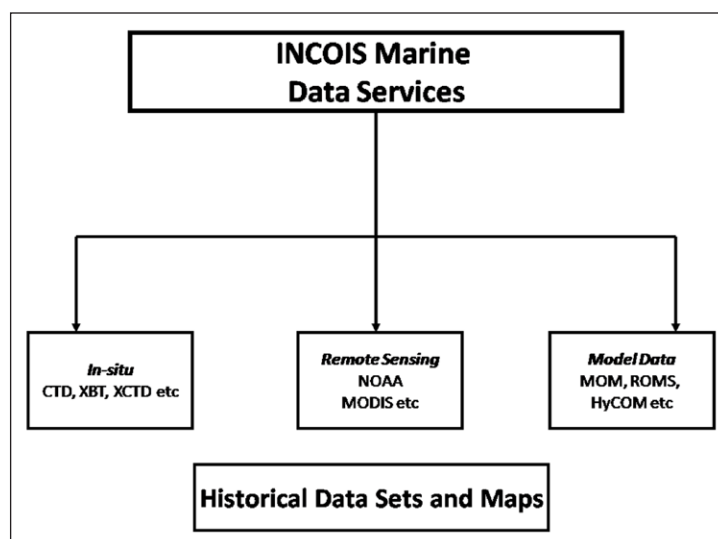 INCOIS Marine
Data Services
In-situ
CTD, XBT, XCTD etc
Remote Sensing
NOAA
MODIS etc
Model Data
MOM, ROMS,
HyCOM etc
Historical Data Sets and Maps